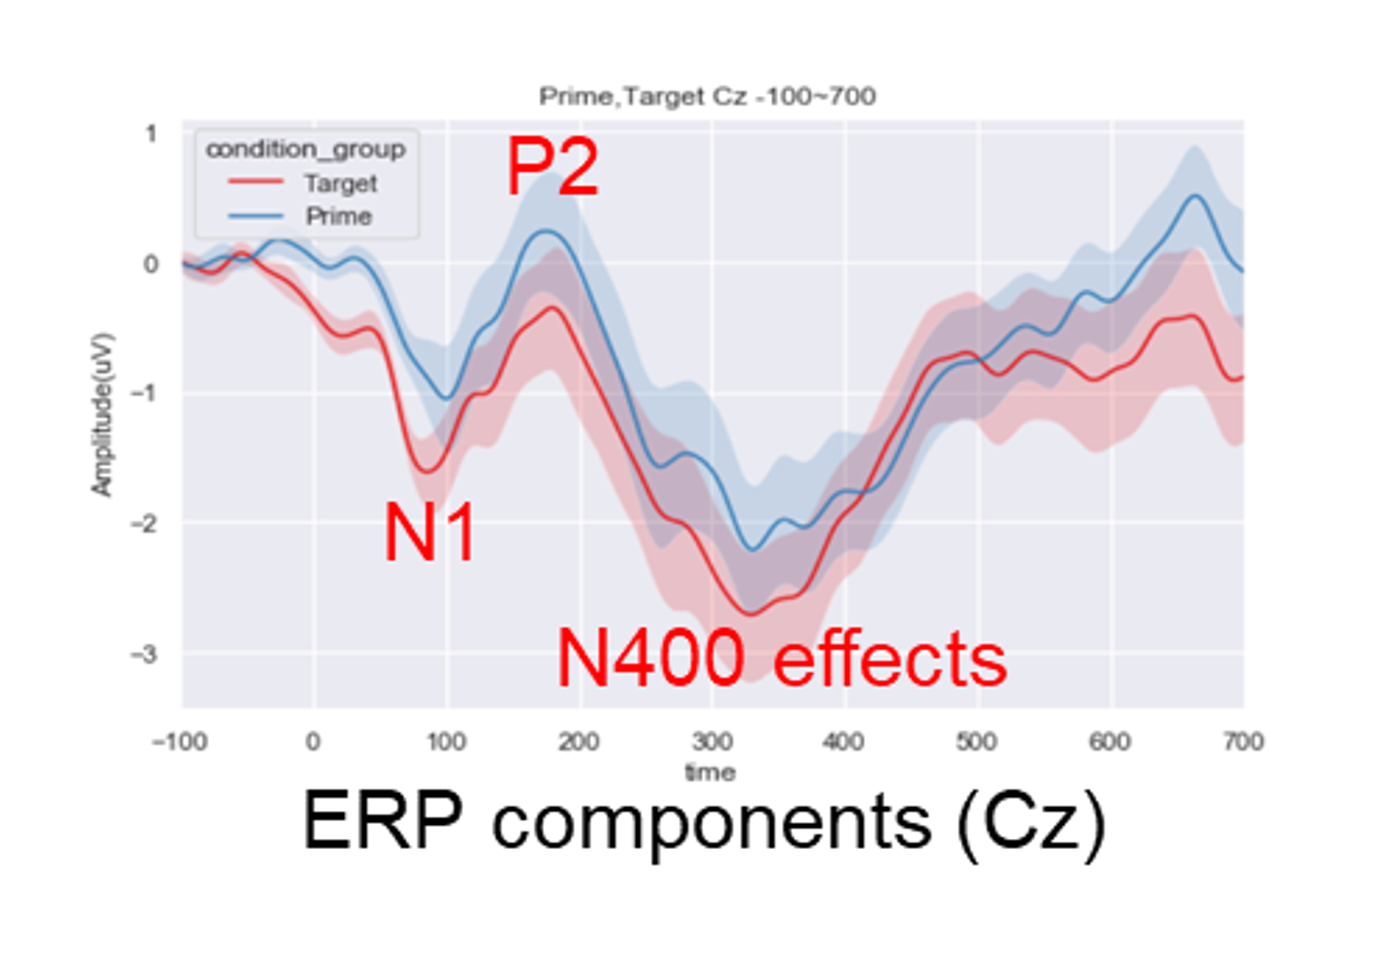 Prime,Target Cz -100~700
condition_group
Target
Prime
P2
N1
N400 effects
Amplitude(uV)
1
0
−1
−2
−3
−100 0 100 200 300 400 500 600 700
time
ERP components (Cz)